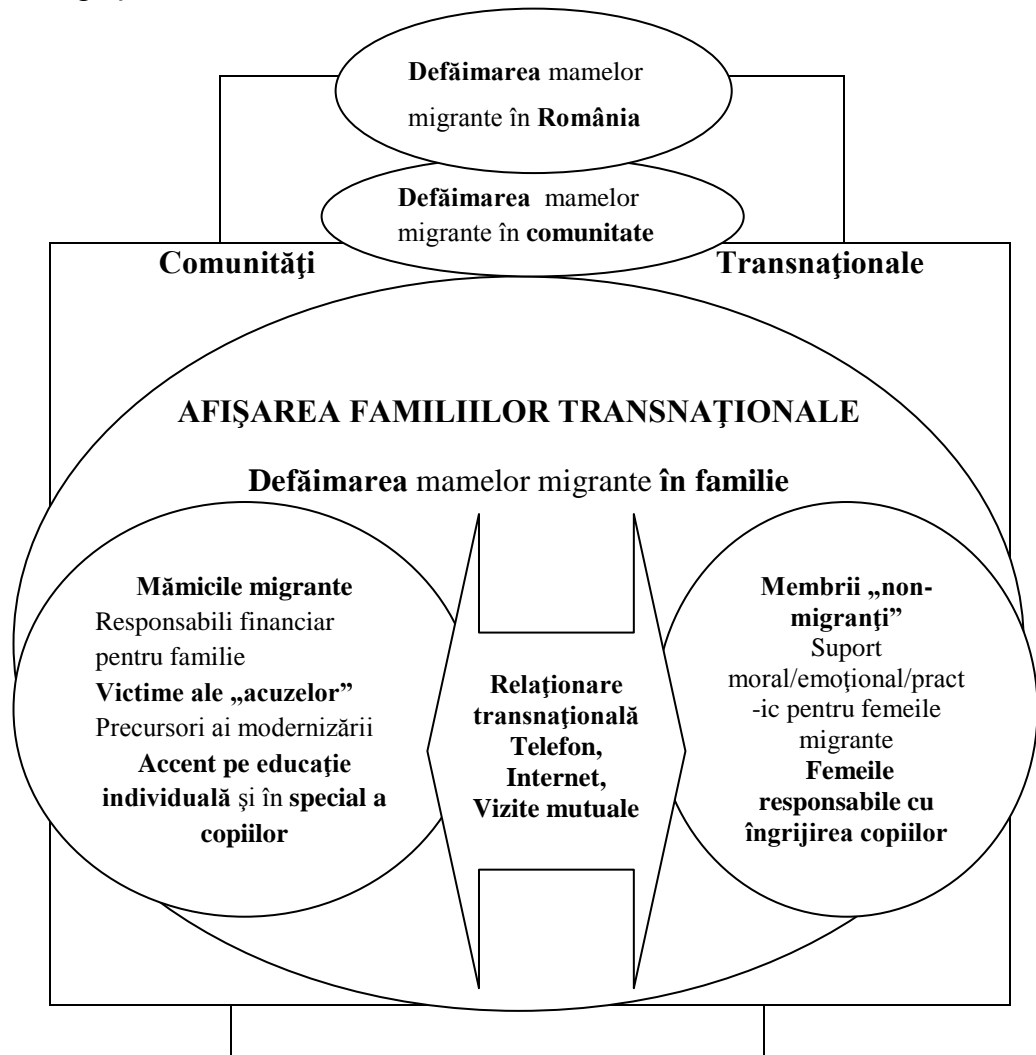 Defăimarea mamelor
migrante în România
Defăimarea mamelor
migrante în comunitate
Comunităţi Transnaţionale
AFIŞAREA FAMILIILOR TRANSNAŢIONALE
Defăimarea mamelor migrante în familie
Mămicile migrante
Responsabili financiar
pentru familie
Victime ale „acuzelor”
Precursori ai modernizării
Accent pe educaţie
individuală şi în special a
copiilor
Relaţionare
transnaţională
Telefon,
Internet,
Vizite mutuale
Membrii „non-
migranţi”
Suport
moral/emoţional/pract
-ic pentru femeile
migrante
Femeile
responsabile cu
îngrijirea copiilor